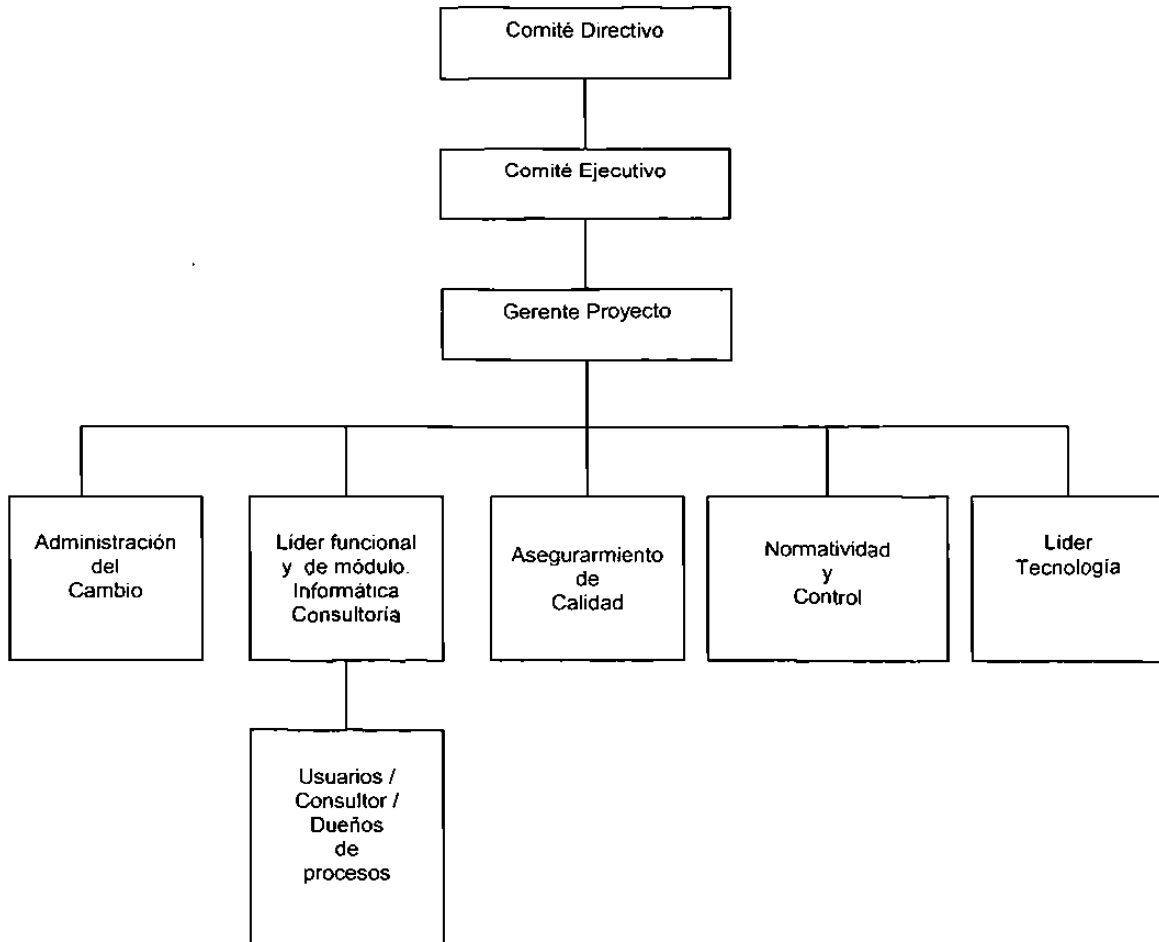 Comité Directivo
Comité Ejecutivo
Gerente Proyecto
Administración
del
Cambio
Líder funcional
y de módulo.
Informática
Consultoría
Asegurarmiento
de
Calidad
Normatividad
y
Control
Líder
Tecnología
Usuarios /
Consultor /
Dueños
de
procesos